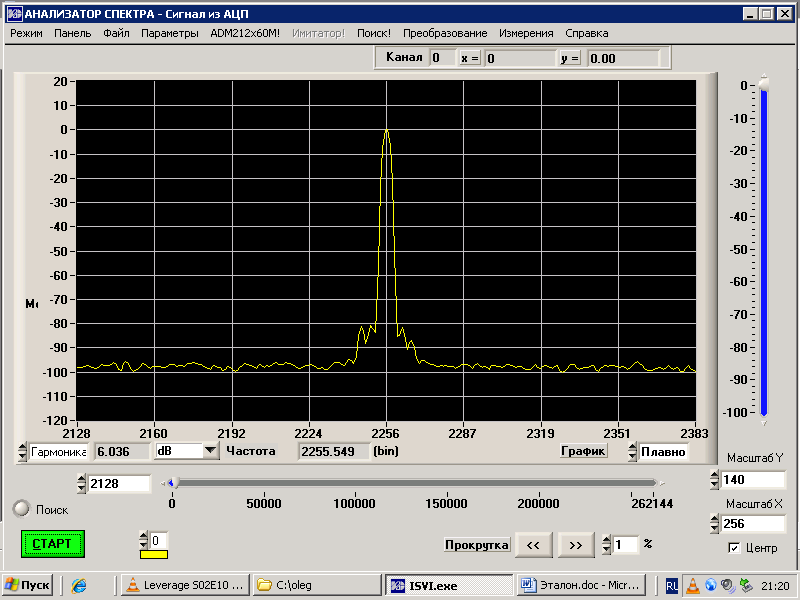 АНАЛИЗАТОР СПЕКТРА - Сигнал из АЦП
Режим Панель Файл Параметры ADM212x60M! Имитатор! Поиск! Преобразование Измерения Справка
Канал 0 x = 0 y = 0.00
20
10
0
-10
-20
-30
-40
-50
-60
-70
-80
-90
-100
-110
-120
2128 2160 2192 2224 2256 2287 2319 2351 2383
0
-10
-20
-30
-40
-50
-60
-70
-80
-90
-100
Гармоника 6.036 dB Частота 2255.549 (bin) График Плавно
Масштаб Y
140
2128
0 50000 100000 150000 200000 262144
Масштаб X
256
Поиск
СТАРТ
0
Прокрутка << >> 1 %
Центр
Пуск Leverage S02E10 ... C:\oleg ISVI.exe Эталон.doc - Micr... RU 21:20